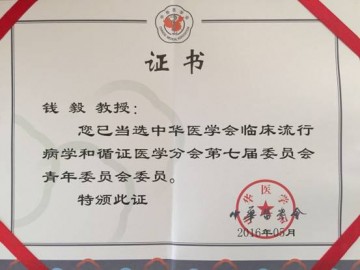 证书
钱 毅 教授：
您已当选中华医学会临床流行
病学和循证医学分会第七届委员会
青年委员会委员。
特颁此证
中华医学会
2016年05月